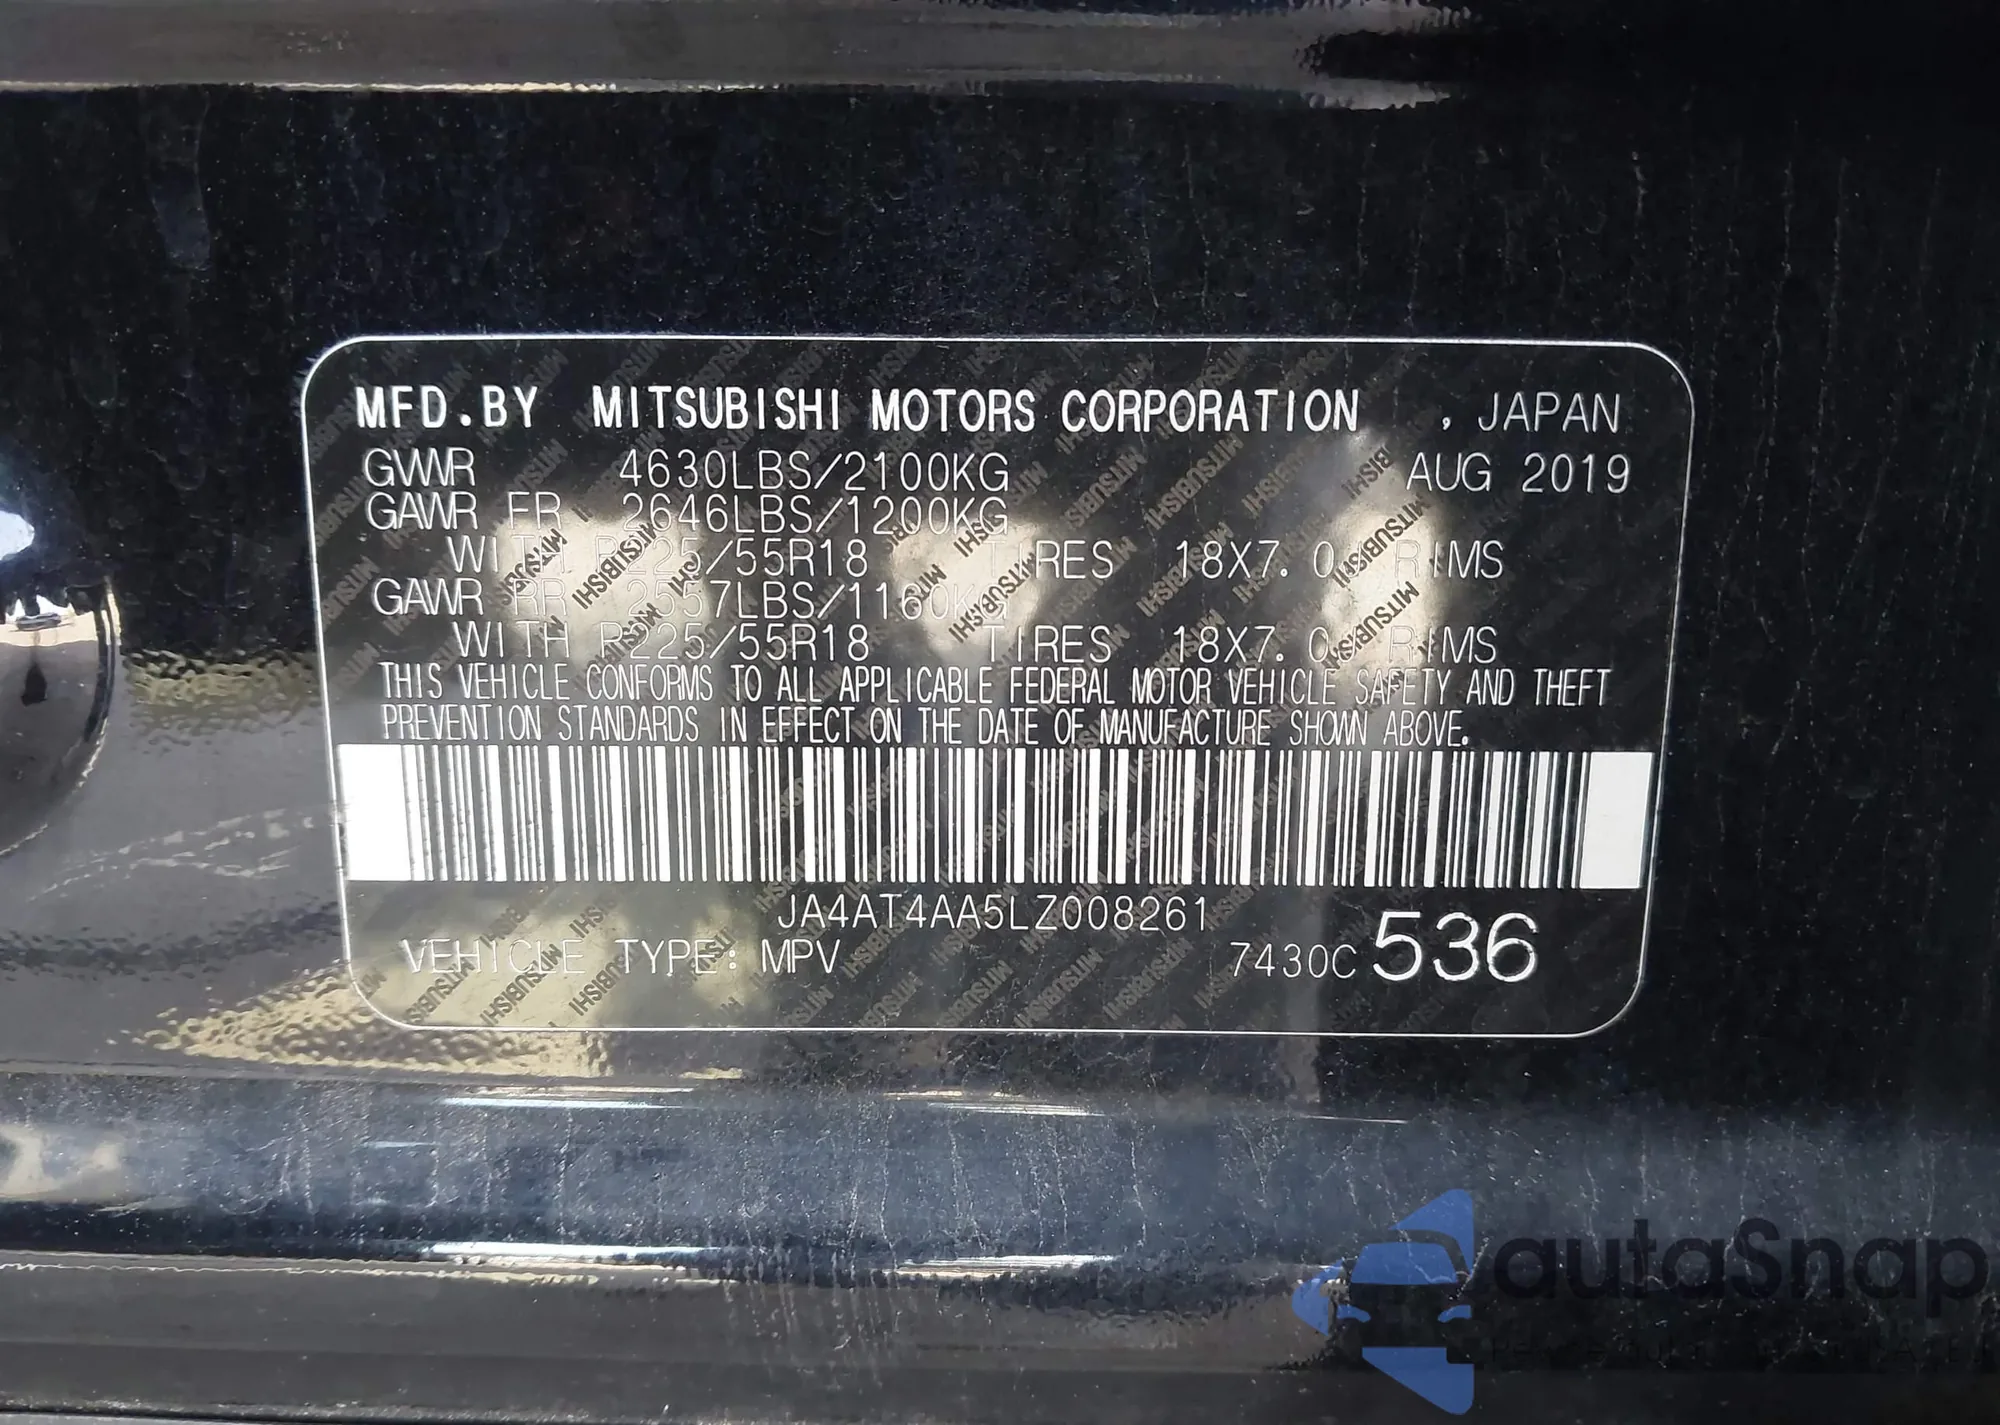 MFD.BY MITSUBISHI MOTORS CORPORATION , JAPAN
GVWR 4630LBS/2100KG AUG 2019
GAWR FR 2646LBS/1200KG
WITH P225/55R18 TIRES 18X7.0J RIMS
GAWR RR 2557LBS/1160KG
WITH P225/55R18 TIRES 18X7.0J RIMS
THIS VEHICLE CONFORMS TO ALL APPLICABLE FEDERAL MOTOR VEHICLE SAFETY AND THEFT
PREVENTION STANDARDS IN EFFECT ON THE DATE OF MANUFACTURE SHOWN ABOVE.
JA4AT4AA5LZ008261
VEHICLE TYPE: MPV 7430C 536
autaSnap